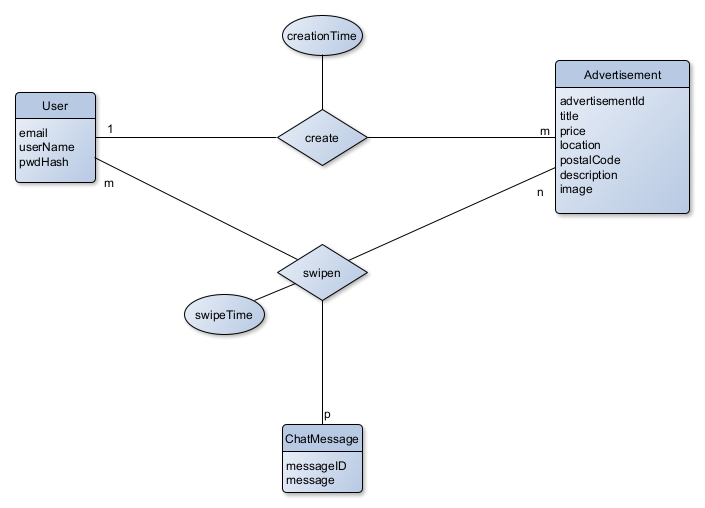 creationTime
User
email
userName
pwdHash
1
create
m
Advertisement
advertisementId
title
price
location
postalCode
description
image
m
n
swipen
swipeTime
p
ChatMessage
messageID
message